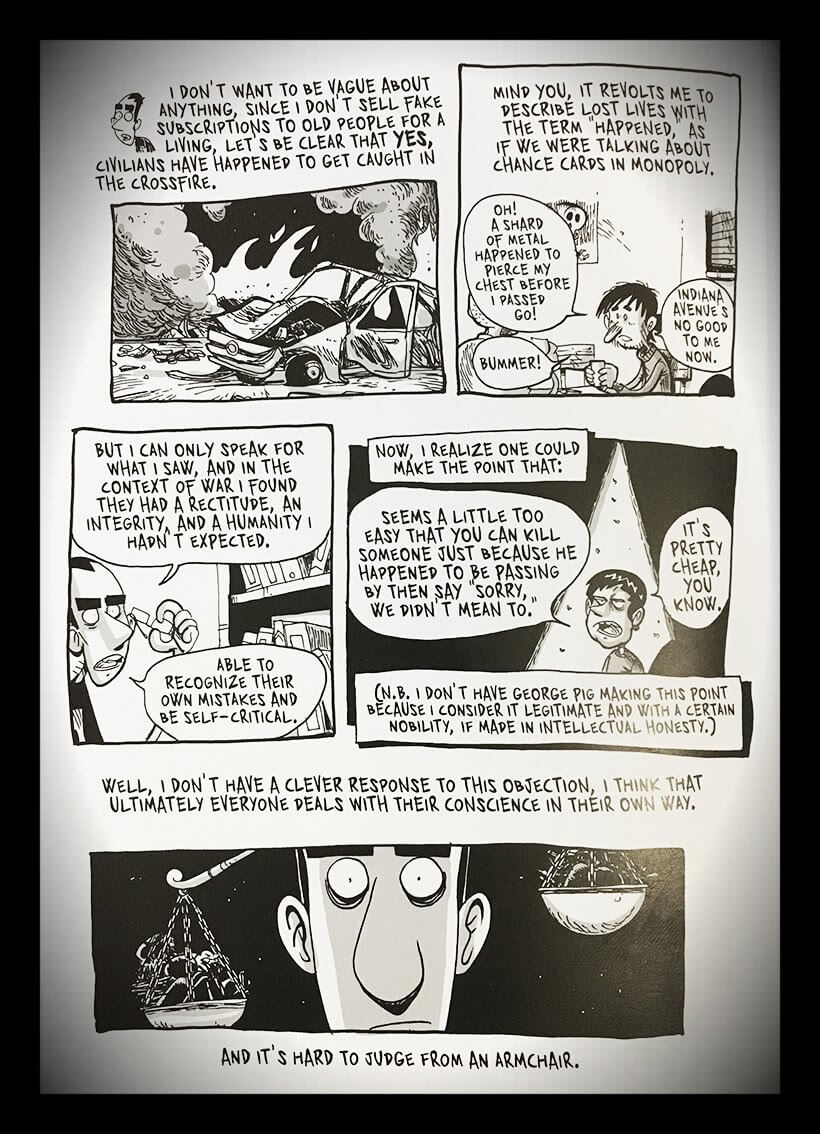 I DON'T WANT TO BE VAGUE ABOUT
ANYTHING, SINCE I DON'T SELL FAKE
SUBSCRIPTIONS TO OLD PEOPLE FOR A
LIVING, LET'S BE CLEAR THAT YES,
CIVILIANS HAVE HAPPENED TO GET CAUGHT IN
THE CROSSFIRE.
MIND YOU, IT REVOLTS ME TO
DESCRIBE LOST LIVES WITH
THE TERM "HAPPENED, AS
IF WE WERE TALKING ABOUT
CHANCE CARDS IN MONOPOLY.
OH!
A SHARD
OF METAL
HAPPENED TO
PIERCE MY
CHEST BEFORE
I PASSED
GO!
BUMMER!
INDIANA
AVENUE'S
NO GOOD
TO ME
NOW.
BUT I CAN ONLY SPEAK FOR
WHAT I SAW, AND IN THE
CONTEXT OF WAR I FOUND
THEY HAD A RECTITUDE, AN
INTEGRITY, AND A HUMANITY I
HADN'T EXPECTED.
ABLE TO
RECOGNIZE THEIR
OWN MISTAKES AND
BE SELF-CRITICAL.
NOW, I REALIZE ONE COULD
MAKE THE POINT THAT:
SEEMS A LITTLE TOO
EASY THAT YOU CAN KILL
SOMEONE JUST BECAUSE HE
HAPPENED TO BE PASSING
BY THEN SAY "SORRY,
WE DIDN'T MEAN TO."
IT'S
PRETTY
CHEAP,
YOU
KNOW.
(N.B. I DON'T HAVE GEORGE PIG MAKING THIS POINT
BECAUSE I CONSIDER IT LEGITIMATE AND WITH A CERTAIN
NOBILITY, IF MADE IN INTELLECTUAL HONESTY.)
WELL, I DON'T HAVE A CLEVER RESPONSE TO THIS OBJECTION, I THINK THAT
ULTIMATELY EVERYONE DEALS WITH THEIR CONSCIENCE IN THEIR OWN WAY.
AND IT'S HARD TO JUDGE FROM AN ARMCHAIR.